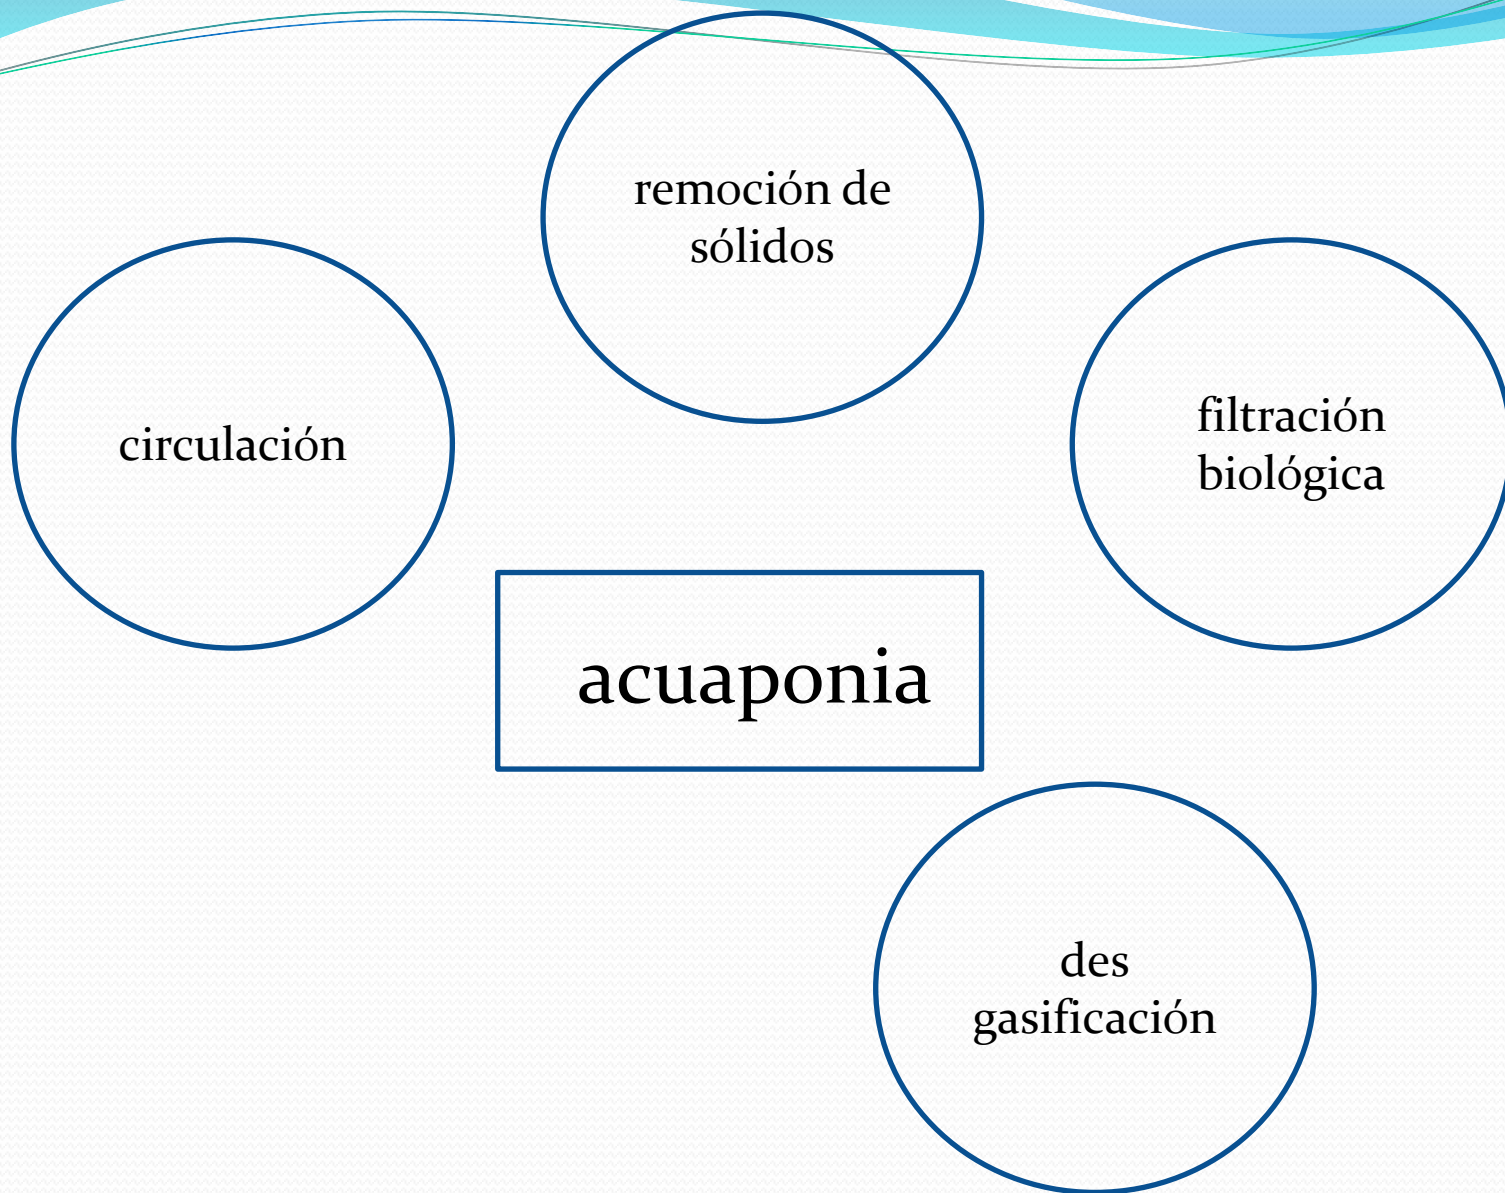 remoción de
sólidos
circulación
filtración
biológica
acuaponia
des
gasificación